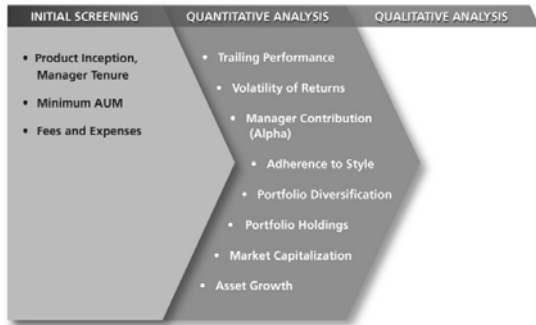 INITIAL SCREENING
QUANTITATIVE ANALYSIS
QUALITATIVE ANALYSIS
• Product Inception,
Manager Tenure
• Minimum AUM
• Fees and Expenses
• Trailing Performance
• Volatility of Returns
• Manager Contribution
(Alpha)
• Adherence to Style
• Portfolio Diversification
• Portfolio Holdings
• Market Capitalization
• Asset Growth